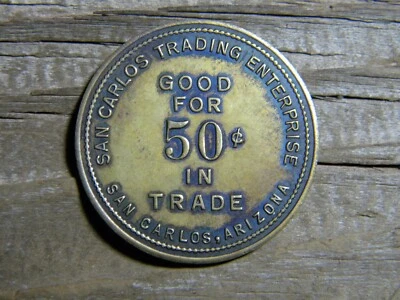 SAN CARLOS TRADING ENTERPRISE
GOOD
FOR
50¢
IN
TRADE
SAN CARLOS, ARIZONA